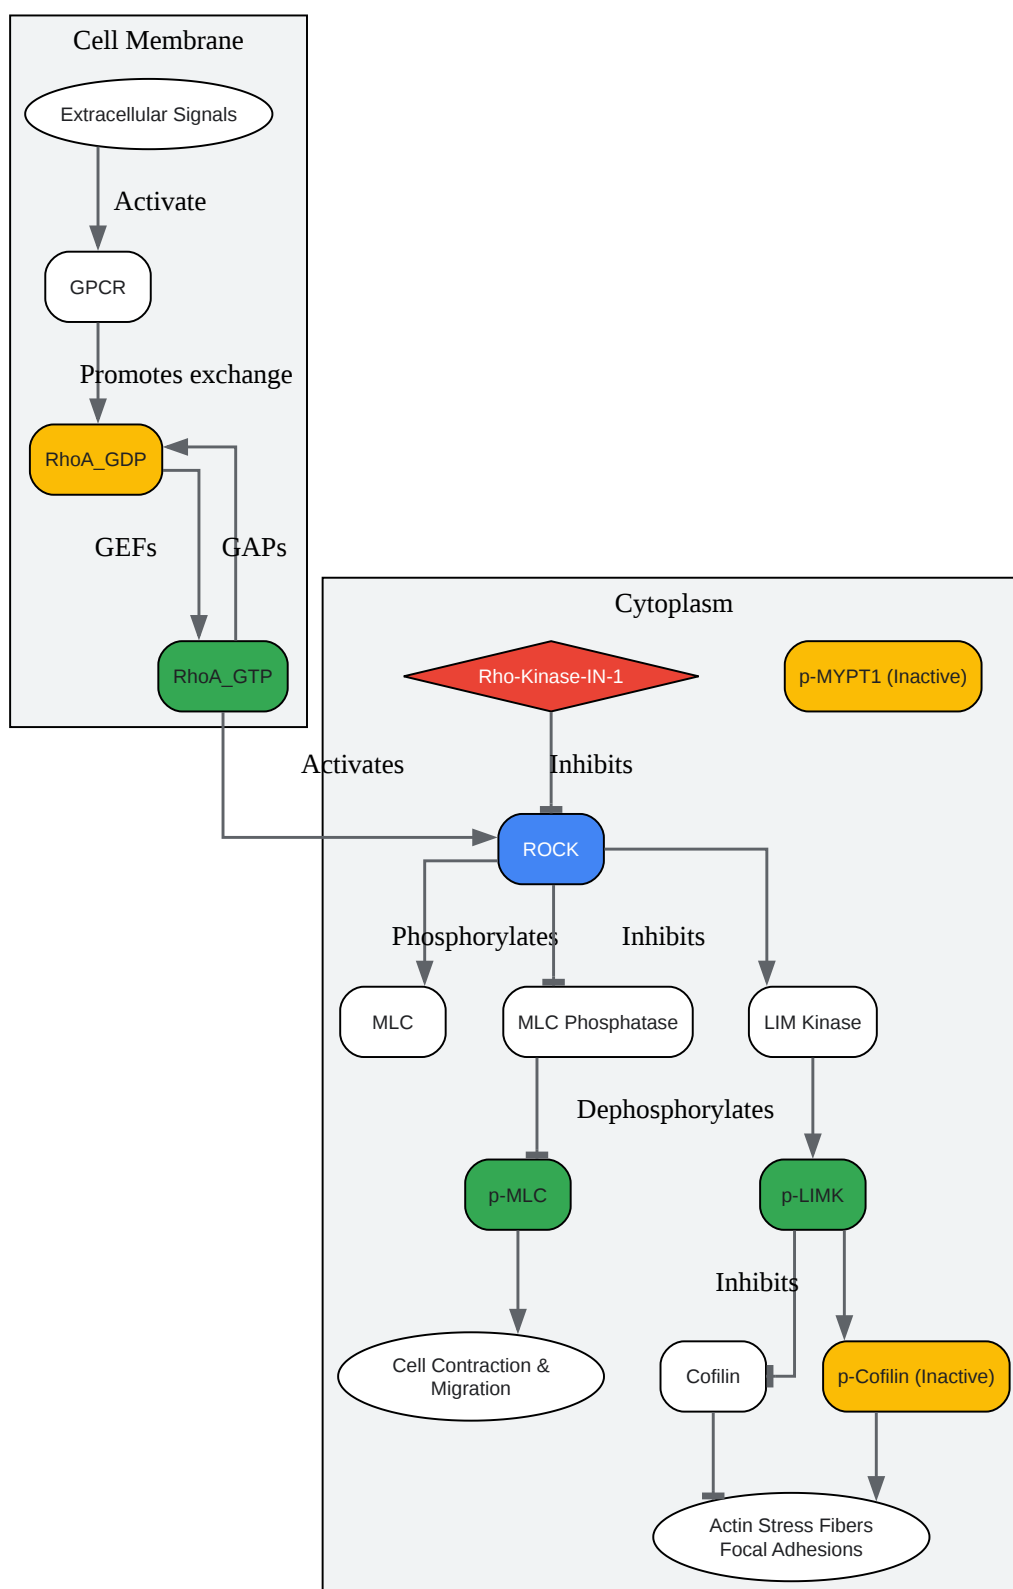 Cell Membrane
Extracellular Signals
Activate
GPCR
Promotes exchange
RhoA_GDP
GEFs
GAPs
RhoA_GTP
Cytoplasm
Rho-Kinase-IN-1
p-MYPT1 (Inactive)
Activates
Inhibits
ROCK
Phosphorylates
Inhibits
MLC
MLC Phosphatase
LIM Kinase
Dephosphorylates
p-MLC
p-LIMK
Inhibits
Cell Contraction &
Migration
Cofilin
p-Cofilin (Inactive)
Actin Stress Fibers
Focal Adhesions